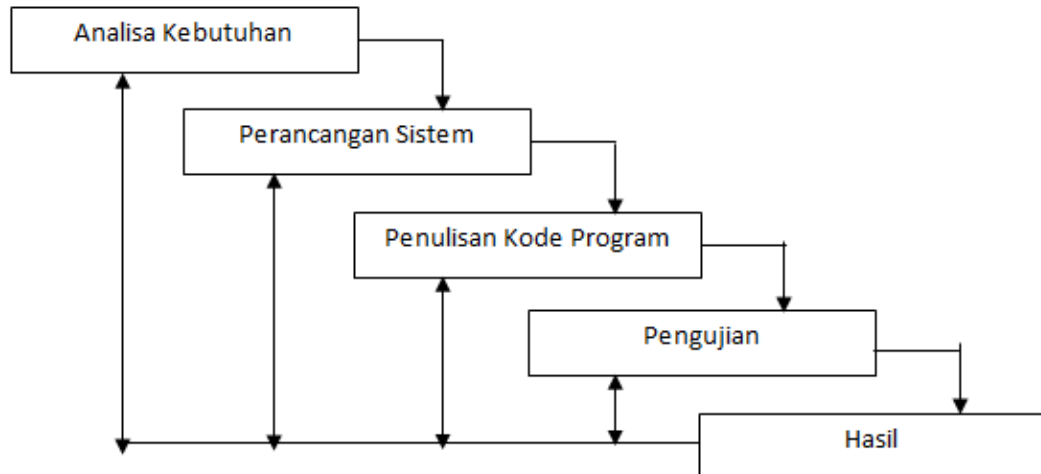 Analisa Kebutuhan
Perancangan Sistem
Penulisan Kode Program
Pengujian
Hasil